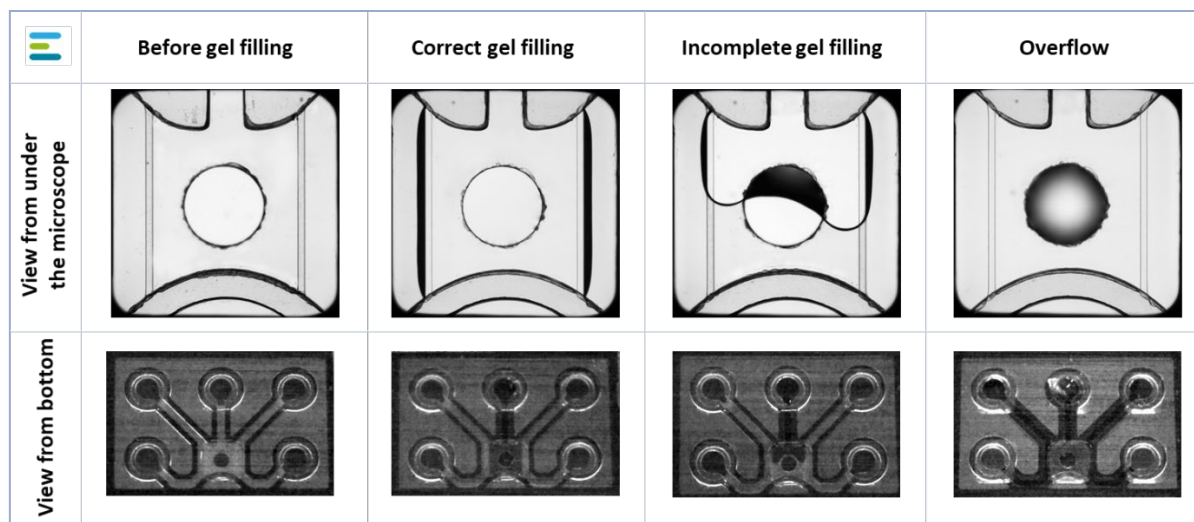 Before gel filling
Correct gel filling
Incomplete gel filling
Overflow
View from under
the microscope
View from bottom